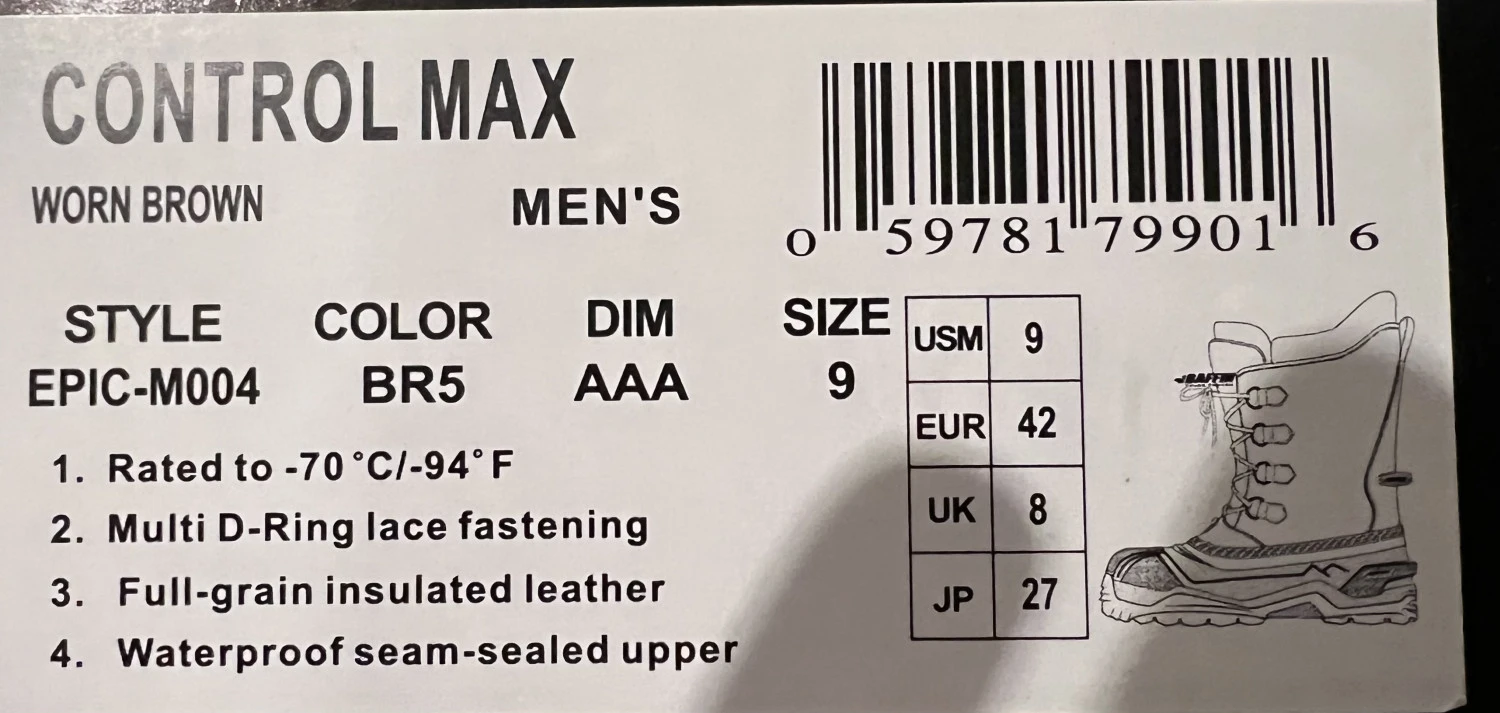 CONTROL MAX
WORN BROWN MEN'S
0 59781 79901 6
STYLE COLOR DIM SIZE
EPIC-M004 BR5 AAA 9
USM 9
EUR 42
UK 8
JP 27
1. Rated to -70°C/-94°F
2. Multi D-Ring lace fastening
3. Full-grain insulated leather
4. Waterproof seam-sealed upper
BAFFIN